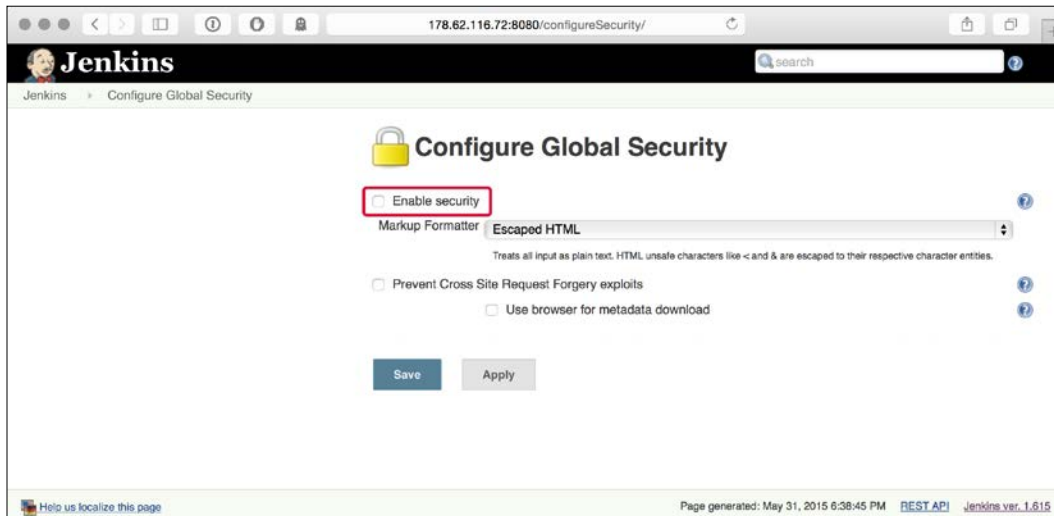 178.62.116.72:8080/configureSecurity/
Jenkins
search
Jenkins Configure Global Security
Configure Global Security
Enable security
Markup Formatter Escaped HTML
Treats all input as plain text. HTML unsafe characters like < and & are escaped to their respective character entities.
Prevent Cross Site Request Forgery exploits
Use browser for metadata download
Save Apply
Help us localize this page Page generated: May 31, 2015 6:38:45 PM REST API Jenkins ver. 1.615